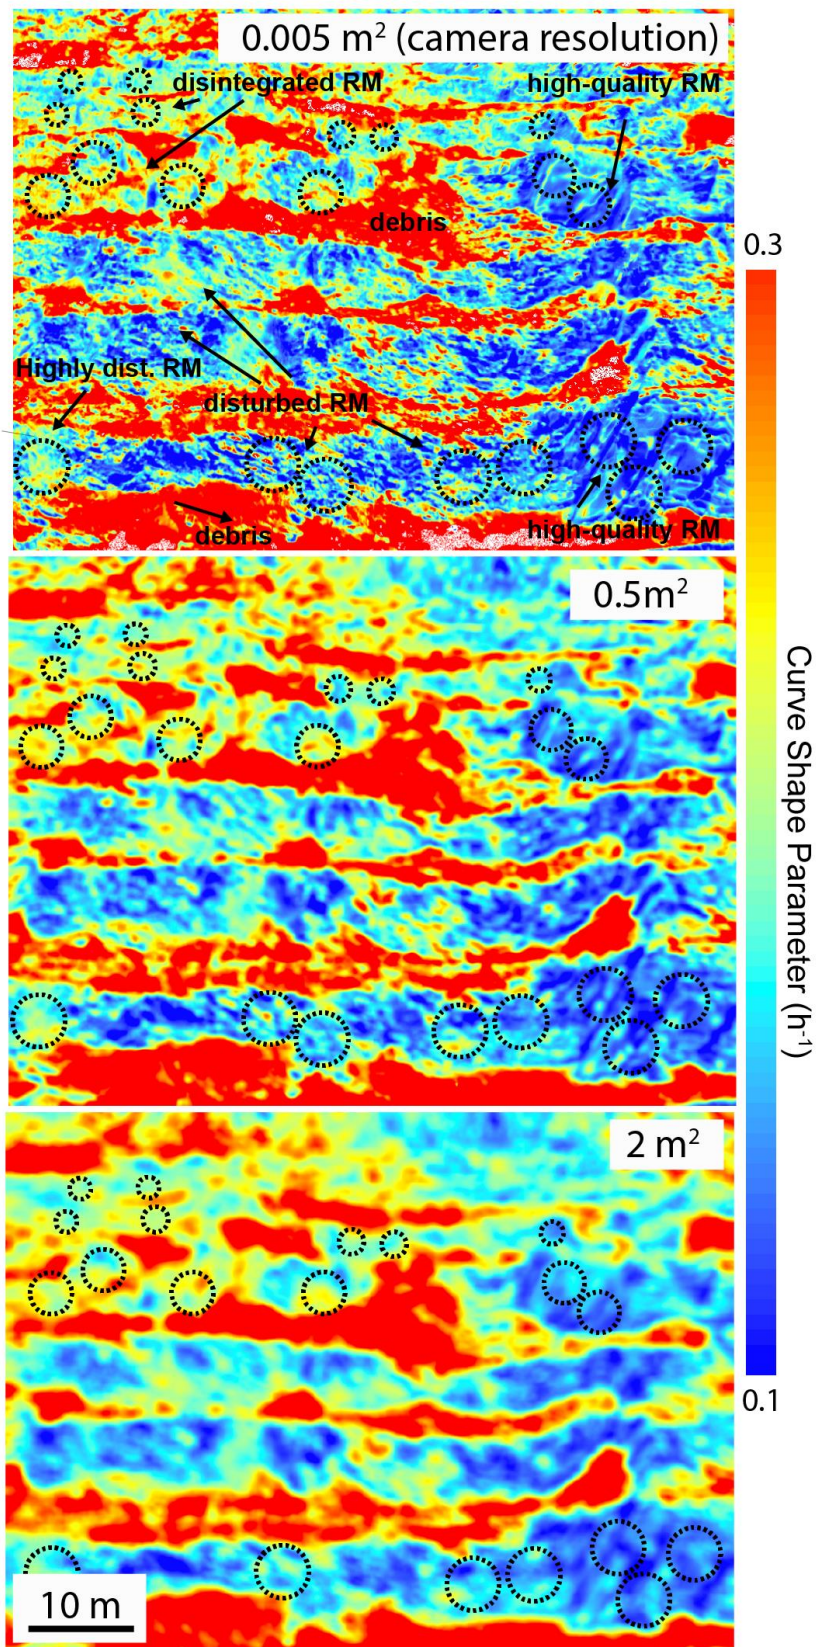 0.005 m² (camera resolution)
disintegrated RM
high-quality RM
debris
Highly dist. RM
disturbed RM
debris
high-quality RM
0.5m²
2 m²
10 m
0.3
Curve Shape Parameter (h⁻¹)
0.1